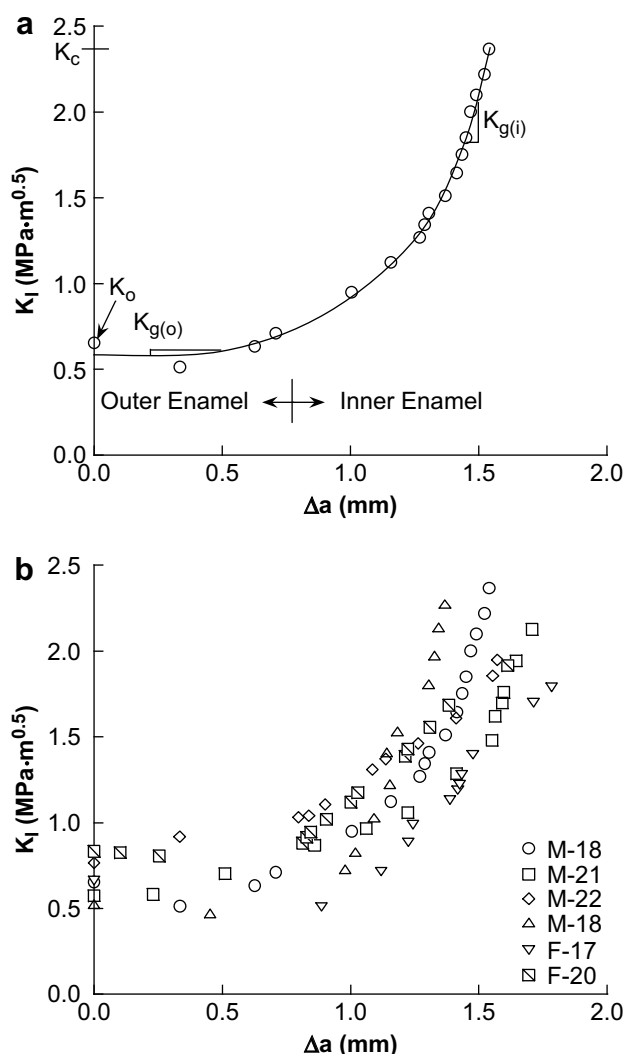 a
K_c
2.5
2.0
1.5
1.0
0.5
0.0
K_I (MPa·m^0.5)
K_g(i)
K_o
K_g(o)
Outer Enamel
Inner Enamel
0.0 0.5 1.0 1.5 2.0
Δa (mm)
b
2.5
2.0
1.5
1.0
0.5
0.0
K_I (MPa·m^0.5)
M-18
M-21
M-22
M-18
F-17
F-20
0.0 0.5 1.0 1.5 2.0
Δa (mm)